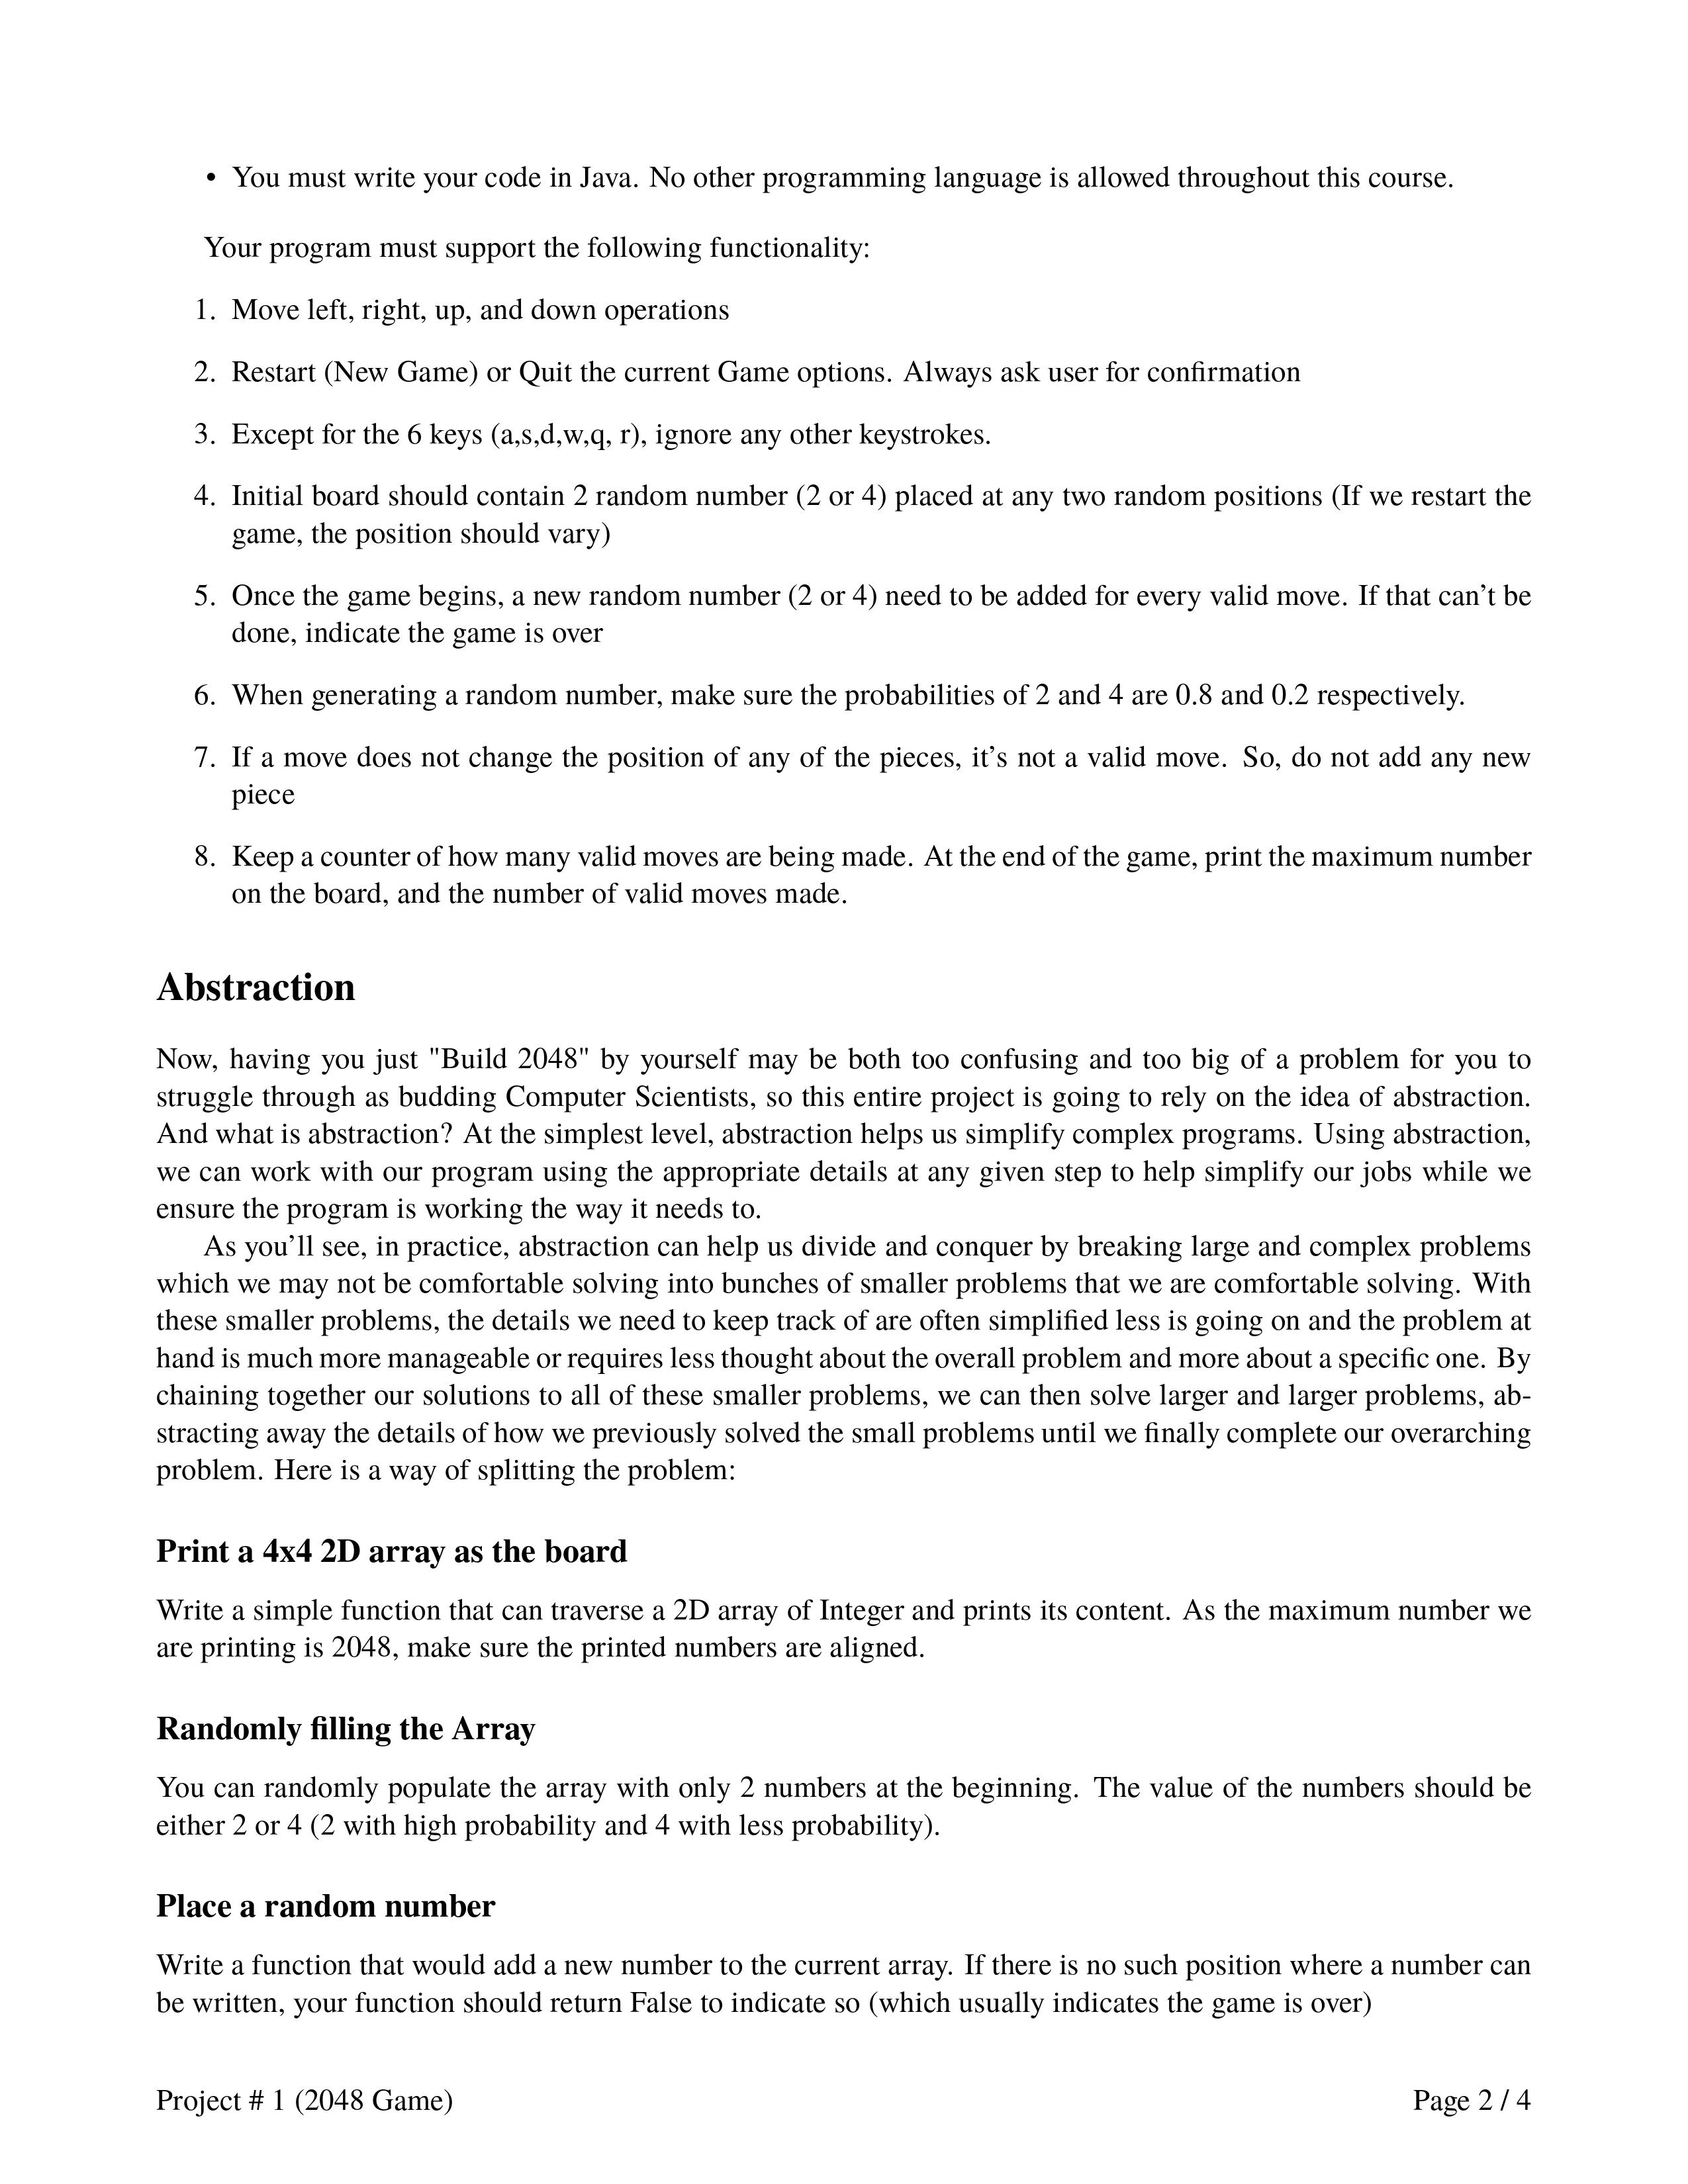 • You must write your code in Java. No other programming language is allowed throughout this course.
Your program must support the following functionality:
1. Move left, right, up, and down operations
2. Restart (New Game) or Quit the current Game options. Always ask user for confirmation
3. Except for the 6 keys (a,s,d,w,q, r), ignore any other keystrokes.
4. Initial board should contain 2 random number (2 or 4) placed at any two random positions (If we restart the
game, the position should vary)
5. Once the game begins, a new random number (2 or 4) need to be added for every valid move. If that can't be
done, indicate the game is over
6. When generating a random number, make sure the probabilities of 2 and 4 are 0.8 and 0.2 respectively.
7. If a move does not change the position of any of the pieces, it's not a valid move. So, do not add any new
piece
8. Keep a counter of how many valid moves are being made. At the end of the game, print the maximum number
on the board, and the number of valid moves made.
Abstraction
Now, having you just "Build 2048" by yourself may be both too confusing and too big of a problem for you to
struggle through as budding Computer Scientists, so this entire project is going to rely on the idea of abstraction.
And what is abstraction? At the simplest level, abstraction helps us simplify complex programs. Using abstraction,
we can work with our program using the appropriate details at any given step to help simplify our jobs while we
ensure the program is working the way it needs to.
As you'll see, in practice, abstraction can help us divide and conquer by breaking large and complex problems
which we may not be comfortable solving into bunches of smaller problems that we are comfortable solving. With
these smaller problems, the details we need to keep track of are often simplified less is going on and the problem at
hand is much more manageable or requires less thought about the overall problem and more about a specific one. By
chaining together our solutions to all of these smaller problems, we can then solve larger and larger problems, ab-
stracting away the details of how we previously solved the small problems until we finally complete our overarching
problem. Here is a way of splitting the problem:
Print a 4x4 2D array as the board
Write a simple function that can traverse a 2D array of Integer and prints its content. As the maximum number we
are printing is 2048, make sure the printed numbers are aligned.
Randomly filling the Array
You can randomly populate the array with only 2 numbers at the beginning. The value of the numbers should be
either 2 or 4 (2 with high probability and 4 with less probability).
Place a random number
Write a function that would add a new number to the current array. If there is no such position where a number can
be written, your function should return False to indicate so (which usually indicates the game is over)
Project # 1 (2048 Game) Page 2 / 4